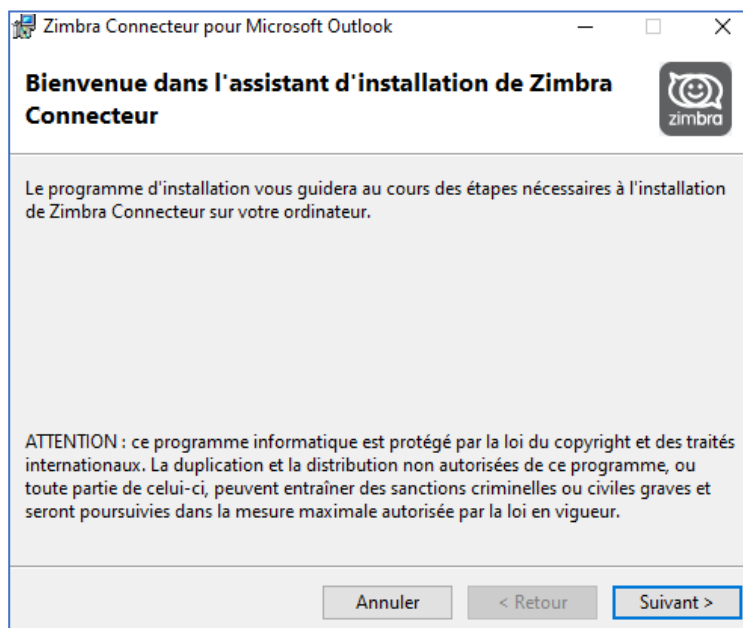 Zimbra Connecteur pour Microsoft Outlook
Bienvenue dans l'assistant d'installation de Zimbra
Connecteur
zimbra
Le programme d'installation vous guidera au cours des étapes nécessaires à l'installation
de Zimbra Connecteur sur votre ordinateur.
ATTENTION : ce programme informatique est protégé par la loi du copyright et des traités
internationaux. La duplication et la distribution non autorisées de ce programme, ou
toute partie de celui-ci, peuvent entraîner des sanctions criminelles ou civiles graves et
seront poursuivies dans la mesure maximale autorisée par la loi en vigueur.
Annuler < Retour Suivant >